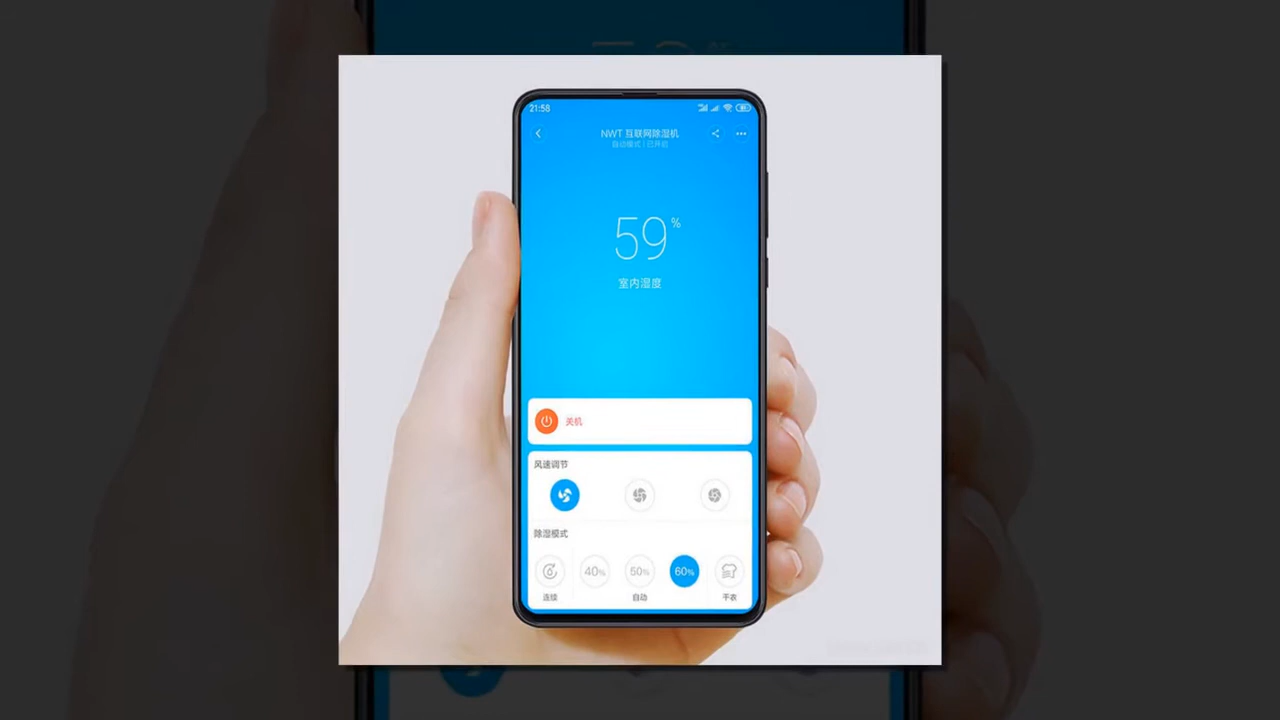 21:58
NWT 互联网除湿机
自动模式 | 已开启
59%
室内湿度
关机
风速调节
除湿模式
40% 50% 60%
连续 自动 干衣